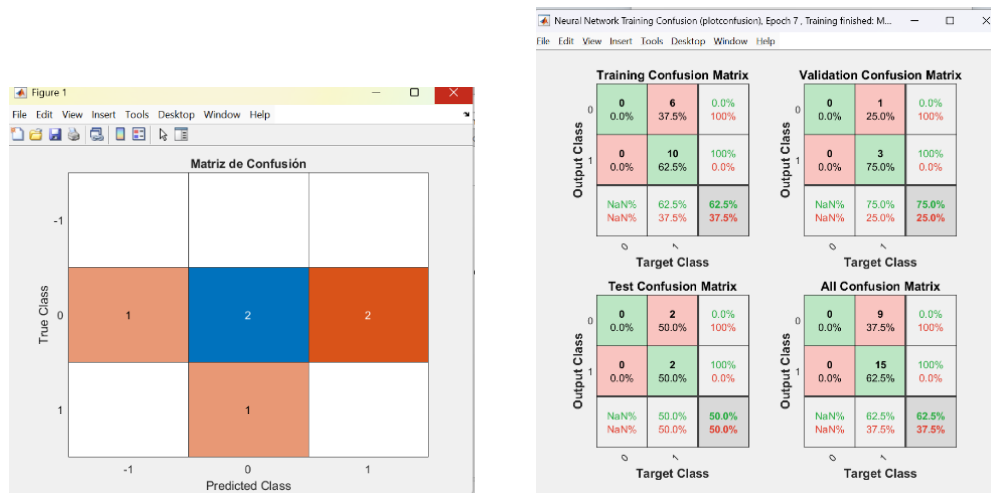 Figure 1
File Edit View Insert Tools Desktop Window Help
Matriz de Confusión
True Class
-1
0 1 2 2
1 1
-1 0 1
Predicted Class
Neural Network Training Confusion (plotconfusion), Epoch 7 , Training finished: M...
File Edit View Insert Tools Desktop Window Help
Training Confusion Matrix
Output Class
0 0 6 0.0%
0.0% 37.5% 100%
1 0 10 100%
0.0% 62.5% 0.0%
NaN% 62.5% 62.5%
NaN% 37.5% 37.5%
0 1
Target Class
Validation Confusion Matrix
Output Class
0 0 1 0.0%
0.0% 25.0% 100%
1 0 3 100%
0.0% 75.0% 0.0%
NaN% 75.0% 75.0%
NaN% 25.0% 25.0%
0 1
Target Class
Test Confusion Matrix
Output Class
0 0 2 0.0%
0.0% 50.0% 100%
1 0 2 100%
0.0% 50.0% 0.0%
NaN% 50.0% 50.0%
NaN% 50.0% 50.0%
0 1
Target Class
All Confusion Matrix
Output Class
0 0 9 0.0%
0.0% 37.5% 100%
1 0 15 100%
0.0% 62.5% 0.0%
NaN% 62.5% 62.5%
NaN% 37.5% 37.5%
0 1
Target Class